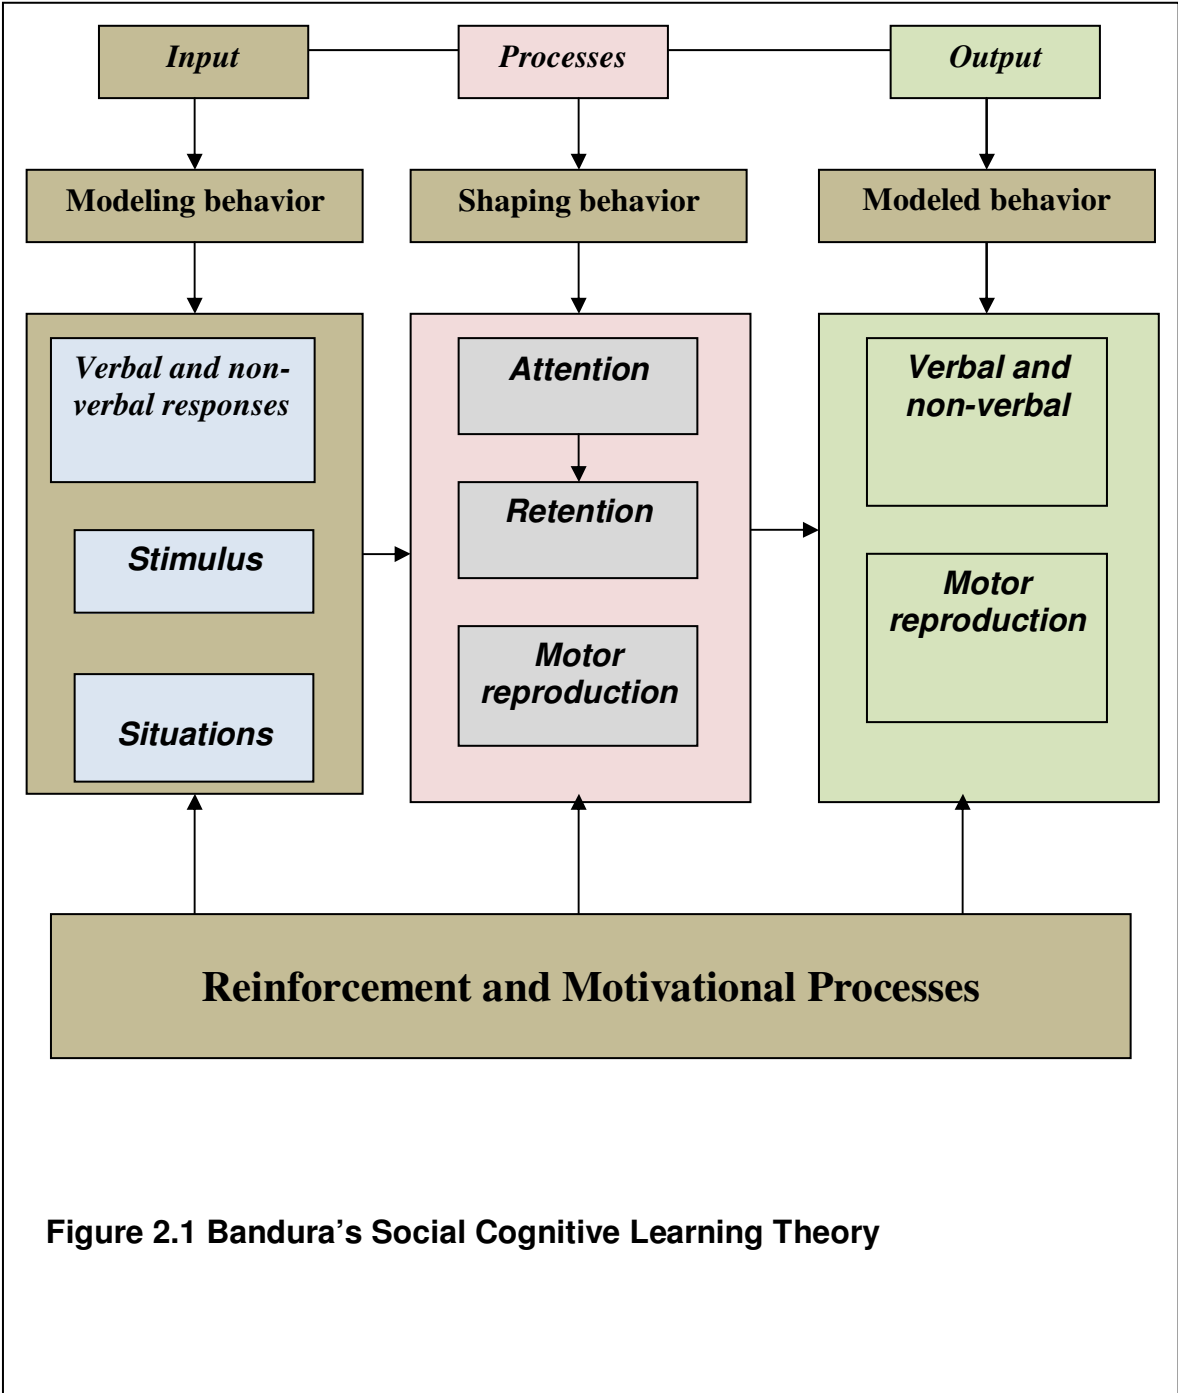 Input
Processes
Output
Modeling behavior
Shaping behavior
Modeled behavior
Verbal and non-
verbal responses
Stimulus
Situations
Attention
Retention
Motor
reproduction
Verbal and
non-verbal
Motor
reproduction
Reinforcement and Motivational Processes
Figure 2.1 Bandura’s Social Cognitive Learning Theory